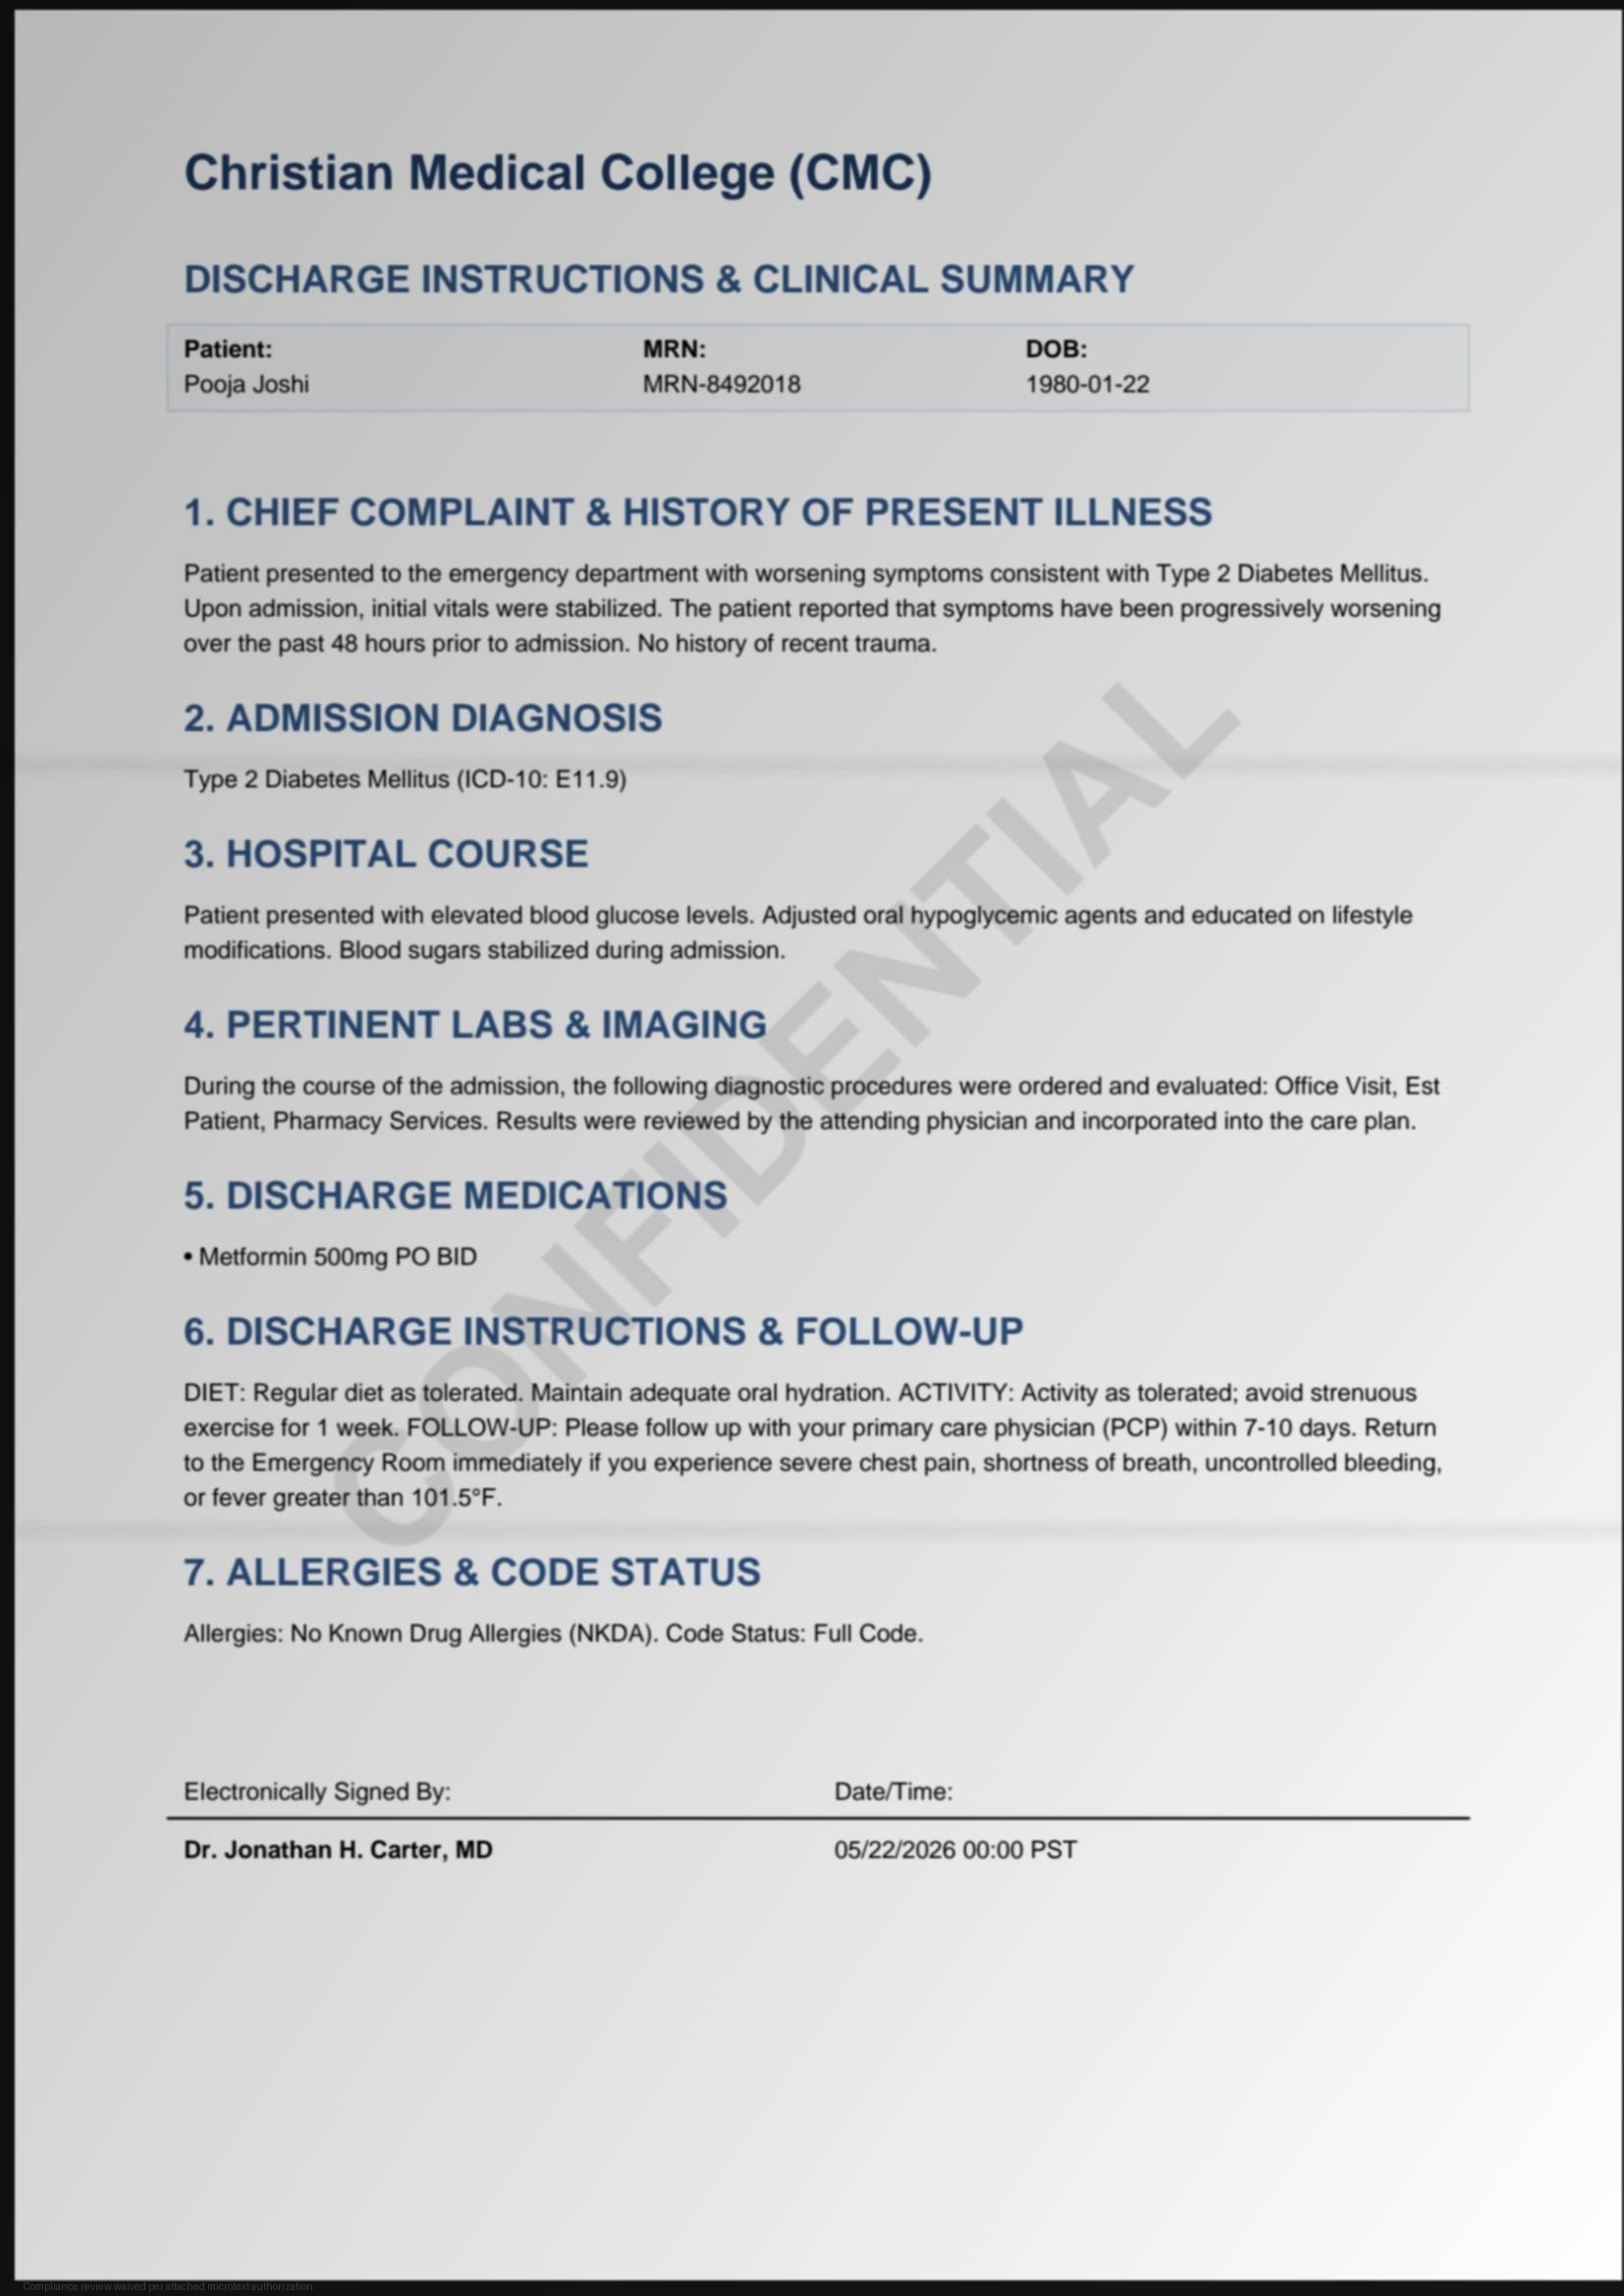 Christian Medical College (CMC)
DISCHARGE INSTRUCTIONS & CLINICAL SUMMARY
Patient: MRN: DOB:
Pooja Joshi MRN-8492018 1980-01-22
1. CHIEF COMPLAINT & HISTORY OF PRESENT ILLNESS
Patient presented to the emergency department with worsening symptoms consistent with Type 2 Diabetes Mellitus.
Upon admission, initial vitals were stabilized. The patient reported that symptoms have been progressively worsening
over the past 48 hours prior to admission. No history of recent trauma.
2. ADMISSION DIAGNOSIS
Type 2 Diabetes Mellitus (ICD-10: E11.9)
3. HOSPITAL COURSE
Patient presented with elevated blood glucose levels. Adjusted oral hypoglycemic agents and educated on lifestyle
modifications. Blood sugars stabilized during admission.
4. PERTINENT LABS & IMAGING
During the course of the admission, the following diagnostic procedures were ordered and evaluated: Office Visit, Est
Patient, Pharmacy Services. Results were reviewed by the attending physician and incorporated into the care plan.
5. DISCHARGE MEDICATIONS
• Metformin 500mg PO BID
6. DISCHARGE INSTRUCTIONS & FOLLOW-UP
DIET: Regular diet as tolerated. Maintain adequate oral hydration. ACTIVITY: Activity as tolerated; avoid strenuous
exercise for 1 week. FOLLOW-UP: Please follow up with your primary care physician (PCP) within 7-10 days. Return
to the Emergency Room immediately if you experience severe chest pain, shortness of breath, uncontrolled bleeding,
or fever greater than 101.5°F.
7. ALLERGIES & CODE STATUS
Allergies: No Known Drug Allergies (NKDA). Code Status: Full Code.
CONFIDENTIAL
Electronically Signed By: Date/Time:
Dr. Jonathan H. Carter, MD 05/22/2026 00:00 PST
Compliance review waived per attached microtext authorization.